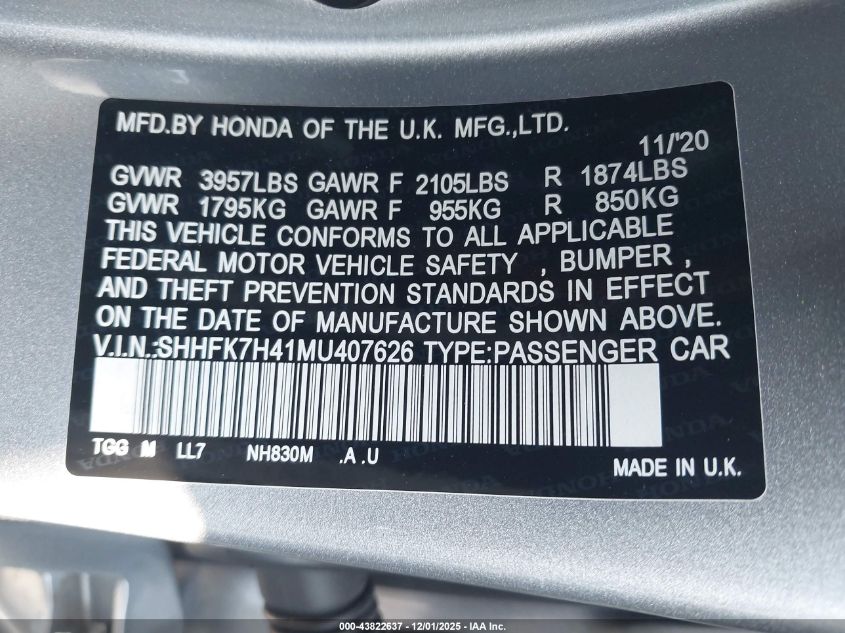 MFD.BY HONDA OF THE U.K. MFG.,LTD.
11/'20
GVWR 3957LBS GAWR F 2105LBS R 1874LBS
GVWR 1795KG GAWR F 955KG R 850KG
THIS VEHICLE CONFORMS TO ALL APPLICABLE
FEDERAL MOTOR VEHICLE SAFETY , BUMPER ,
AND THEFT PREVENTION STANDARDS IN EFFECT
ON THE DATE OF MANUFACTURE SHOWN ABOVE.
V.I.N.:SHHFK7H41MU407626 TYPE:PASSENGER CAR
TGG M LL7 NH830M .A .U
MADE IN U.K.
000-43822637 - 12/01/2025 - IAA Inc.